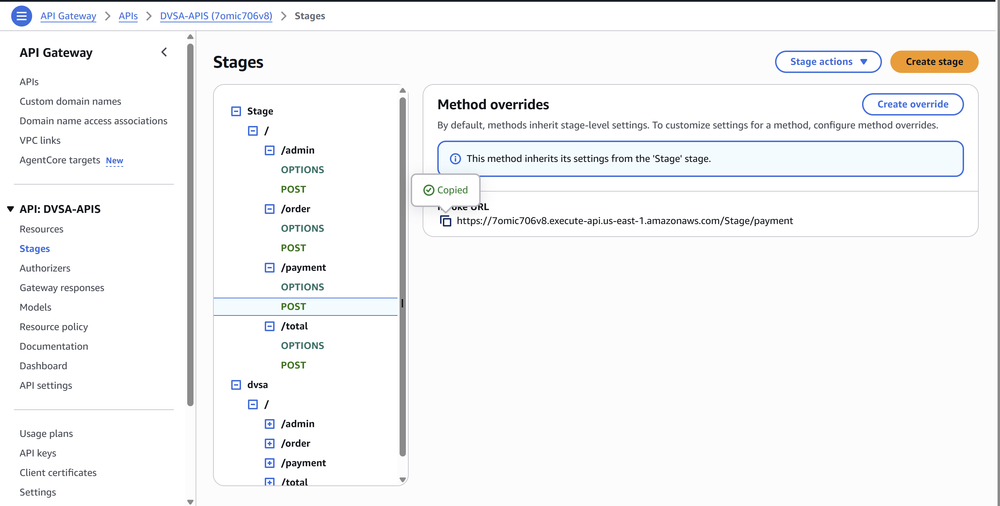 API Gateway > APIs > DVSA-APIS (7omic706v8) > Stages
API Gateway
APIs
Custom domain names
Domain name access associations
VPC links
AgentCore targets New
API: DVSA-APIS
Resources
Stages
Authorizers
Gateway responses
Models
Resource policy
Documentation
Dashboard
API settings
Usage plans
API keys
Client certificates
Settings
Stages
Stage actions
Create stage
Stage
/
/admin
OPTIONS
POST
/order
OPTIONS
POST
/payment
OPTIONS
POST
/total
OPTIONS
POST
dvsa
/
/admin
/order
/payment
/total
Method overrides
Create override
By default, methods inherit stage-level settings. To customize settings for a method, configure method overrides.
This method inherits its settings from the 'Stage' stage.
Copied
URL
https://7omic706v8.execute-api.us-east-1.amazonaws.com/Stage/payment